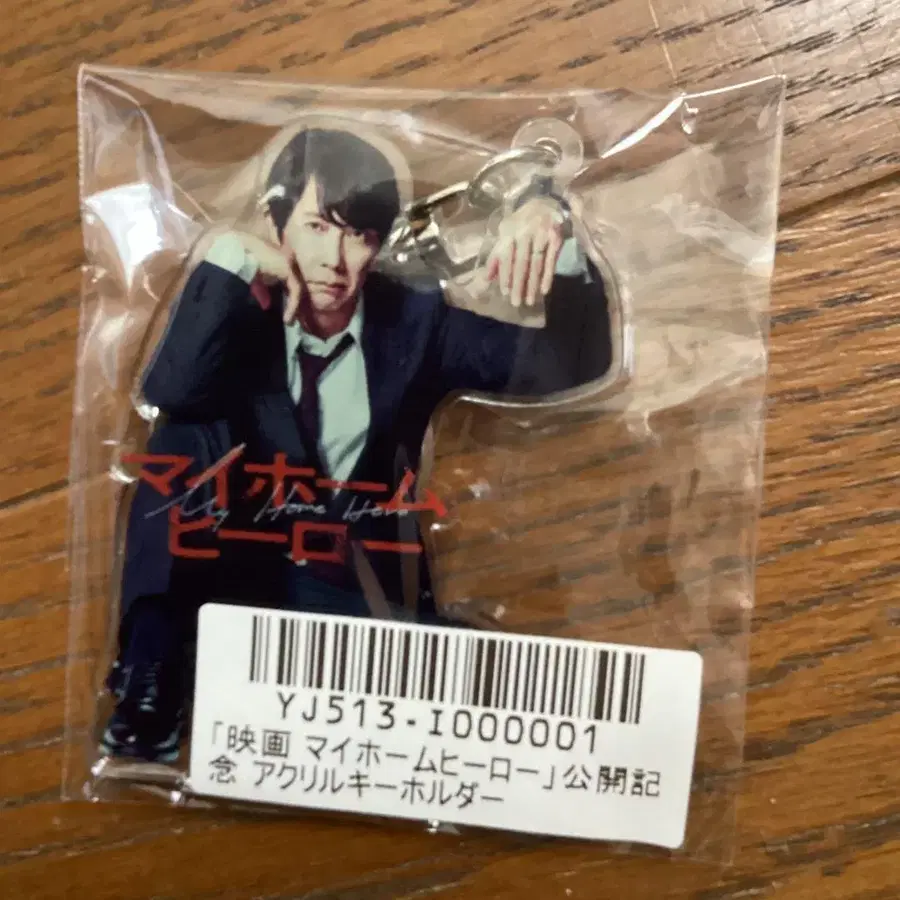 マイホーム
My Home Hero
ヒーロー
YJ513-I000001
「映画 マイホームヒーロー」公開記
念 アクリルキーホルダー